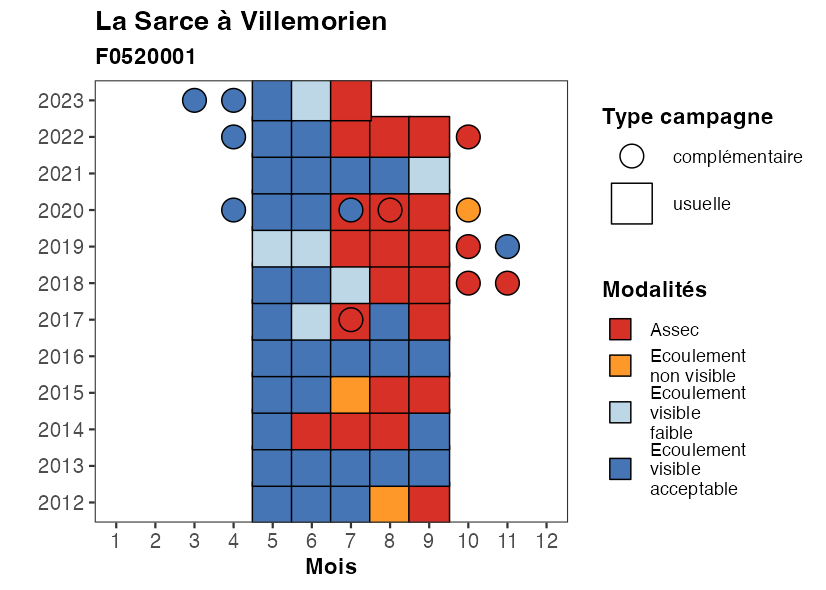 La Sarce à Villemorien
F0520001
2023
2022
2021
2020
2019
2018
2017
2016
2015
2014
2013
2012
1 2 3 4 5 6 7 8 9 10 11 12
Mois
Type campagne
complémentaire
usuelle
Modalités
Assec
Ecoulement
non visible
Ecoulement
visible
faible
Ecoulement
visible
acceptable